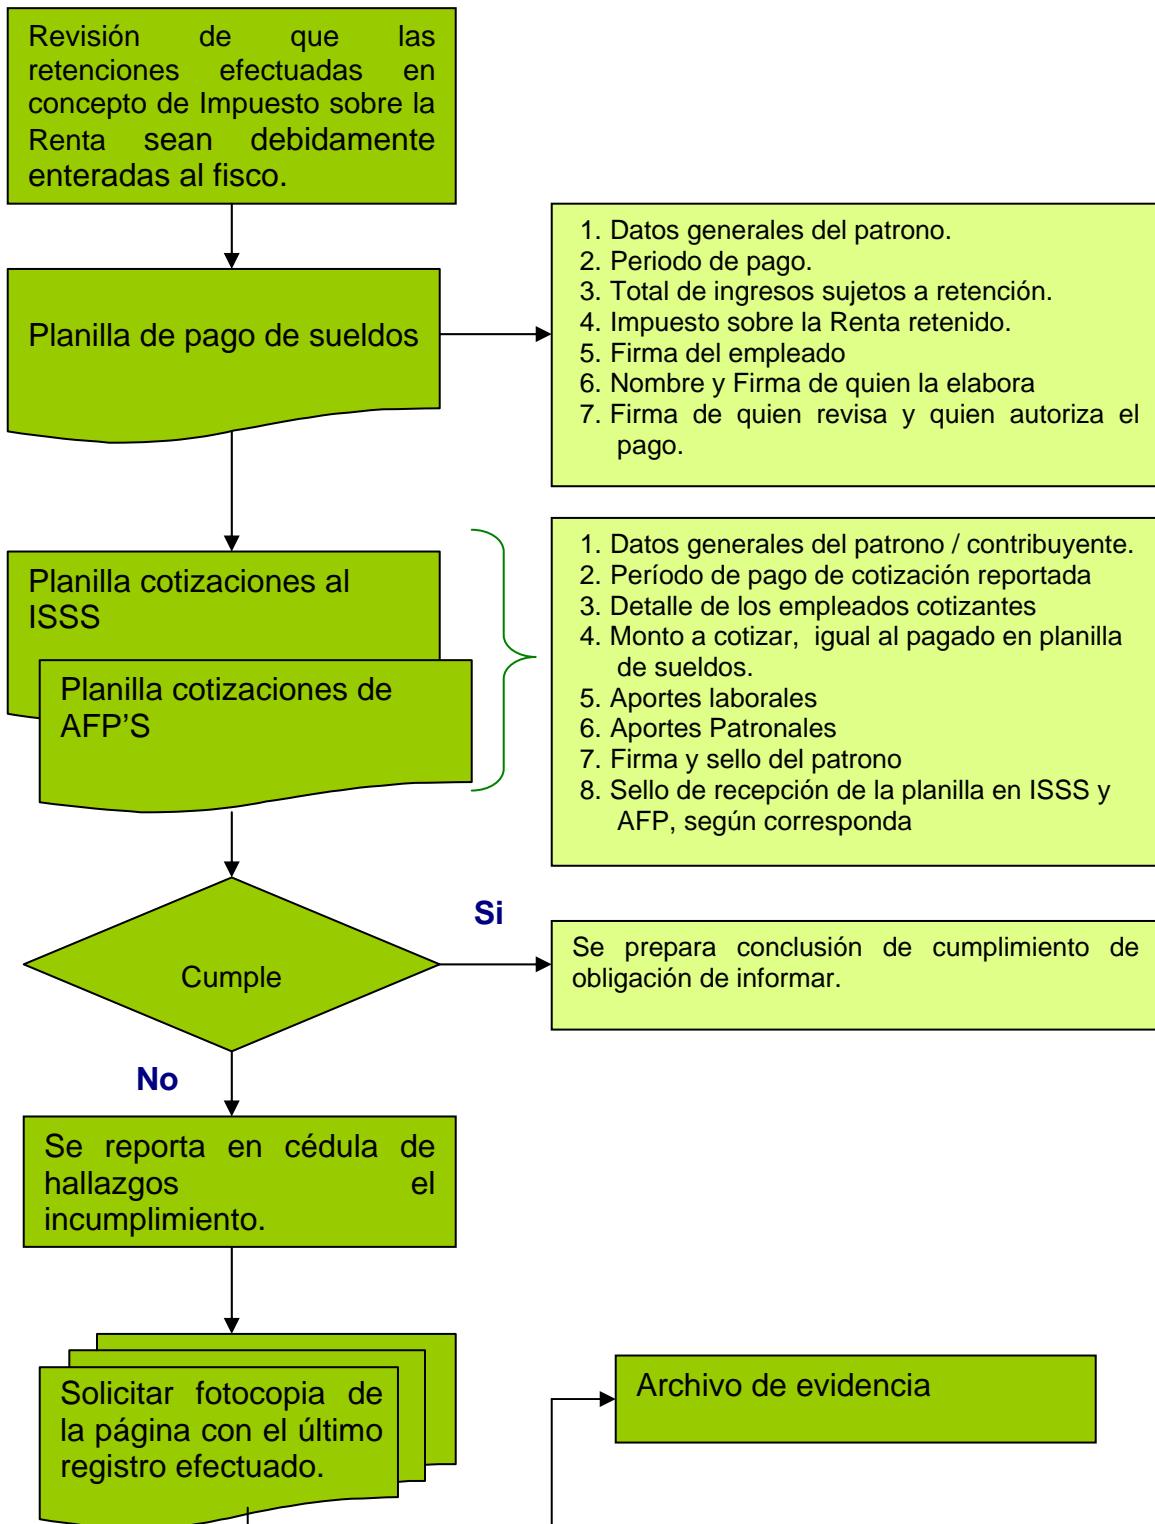 Revisión de que las
retenciones efectuadas en
concepto de Impuesto sobre la
Renta sean debidamente
enteradas al fisco.
Planilla de pago de sueldos
1. Datos generales del patrono.
2. Periodo de pago.
3. Total de ingresos sujetos a retención.
4. Impuesto sobre la Renta retenido.
5. Firma del empleado
6. Nombre y Firma de quien la elabora
7. Firma de quien revisa y quien autoriza el
pago.
Planilla cotizaciones al
ISSS
Planilla cotizaciones de
AFP’S
1. Datos generales del patrono / contribuyente.
2. Período de pago de cotización reportada
3. Detalle de los empleados cotizantes
4. Monto a cotizar, igual al pagado en planilla
de sueldos.
5. Aportes laborales
6. Aportes Patronales
7. Firma y sello del patrono
8. Sello de recepción de la planilla en ISSS y
AFP, según corresponda
Cumple
Si
Se prepara conclusión de cumplimiento de
obligación de informar.
No
Se reporta en cédula de
hallazgos el
incumplimiento.
Solicitar fotocopia de
la página con el último
registro efectuado.
Archivo de evidencia